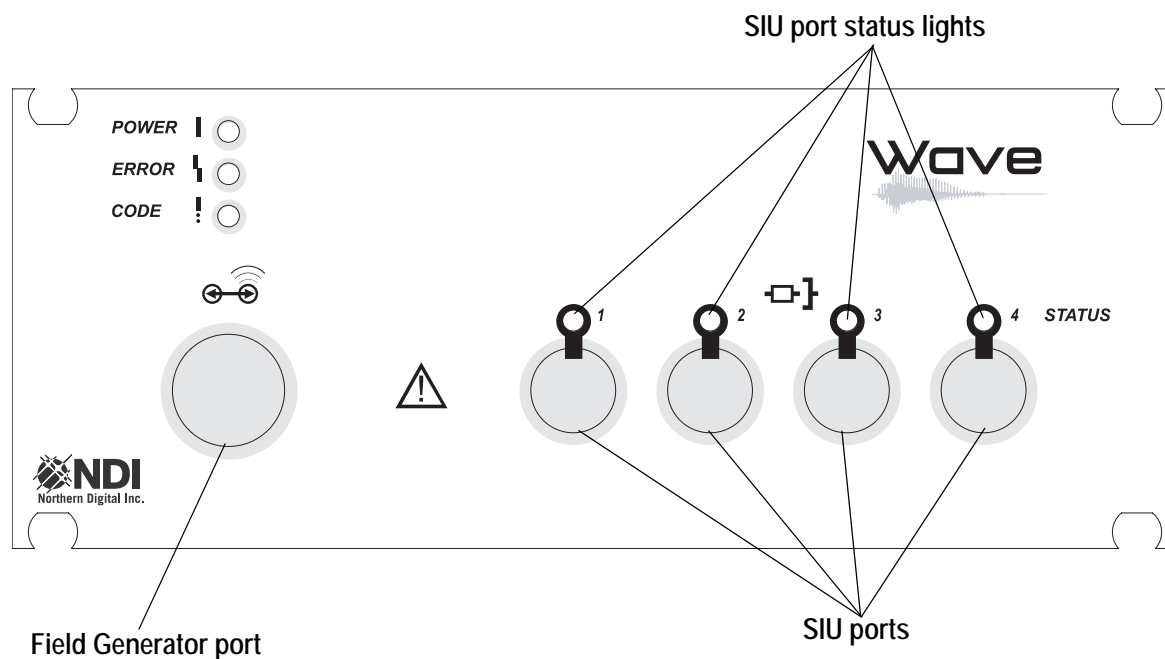 SIU port status lights
POWER
ERROR
CODE
Wave
1
2
3
4 STATUS
NDI
Northern Digital Inc.
Field Generator port
SIU ports